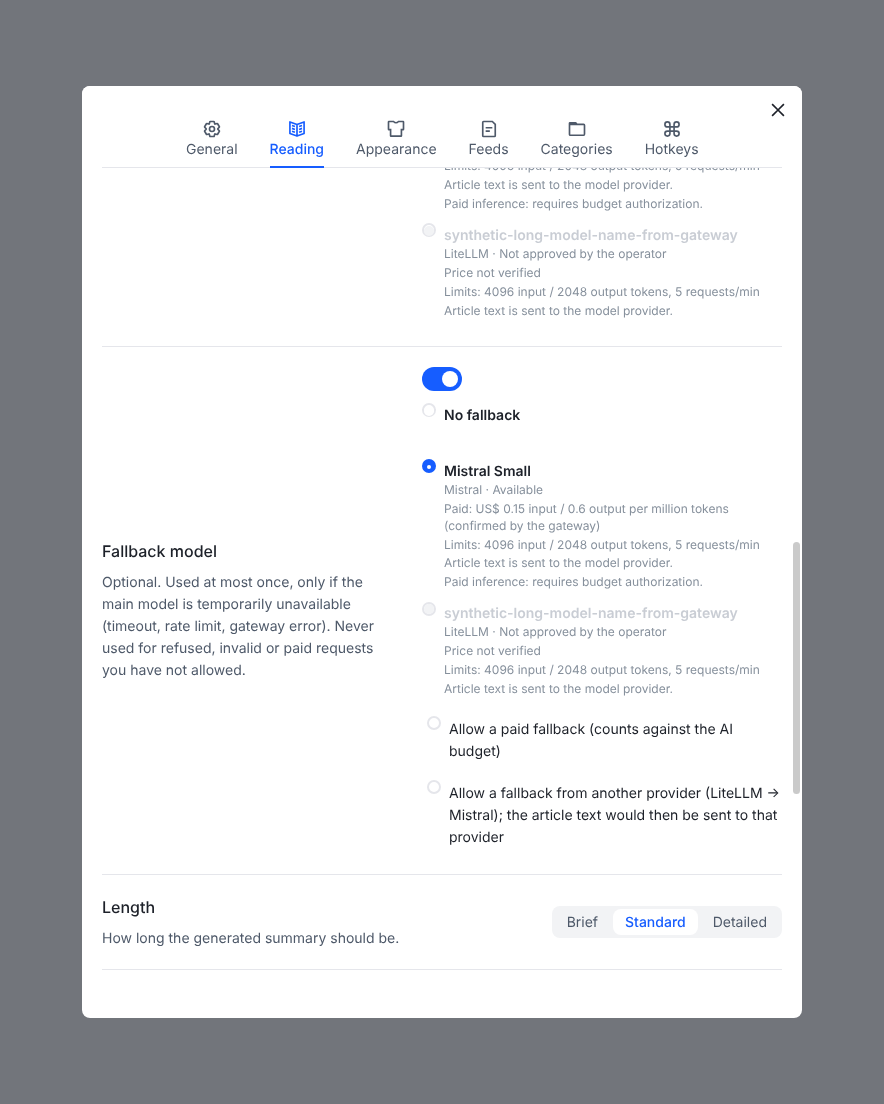 General
Reading
Appearance
Feeds
Categories
Hotkeys
Limits: 4096 input / 2048 output tokens, 5 requests/min
Article text is sent to the model provider.
Paid inference: requires budget authorization.
synthetic-long-model-name-from-gateway
LiteLLM · Not approved by the operator
Price not verified
Limits: 4096 input / 2048 output tokens, 5 requests/min
Article text is sent to the model provider.
Fallback model
Optional. Used at most once, only if the
main model is temporarily unavailable
(timeout, rate limit, gateway error). Never
used for refused, invalid or paid requests
you have not allowed.
No fallback
Mistral Small
Mistral · Available
Paid: US$ 0.15 input / 0.6 output per million tokens
(confirmed by the gateway)
Limits: 4096 input / 2048 output tokens, 5 requests/min
Article text is sent to the model provider.
Paid inference: requires budget authorization.
synthetic-long-model-name-from-gateway
LiteLLM · Not approved by the operator
Price not verified
Limits: 4096 input / 2048 output tokens, 5 requests/min
Article text is sent to the model provider.
Allow a paid fallback (counts against the AI
budget)
Allow a fallback from another provider (LiteLLM →
Mistral); the article text would then be sent to that
provider
Length
How long the generated summary should be.
Brief
Standard
Detailed